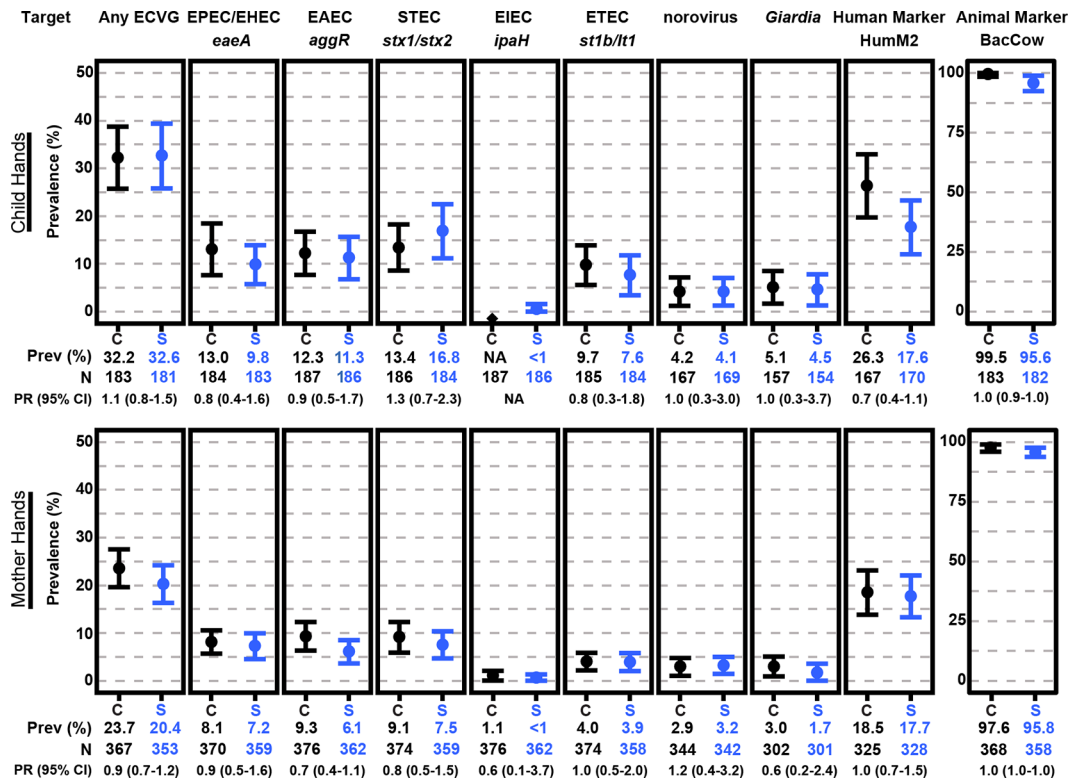 Target Any ECVG EPEC/EHEC EAEC STEC EIEC ETEC norovirus Giardia Human Marker Animal Marker
eaeA aggR stx1/stx2 ipaH st1b/lt1 HumM2 BacCow
Child Hands
Prevalence (%)
50 100
40
75
30
50
20
25
10
0 0
C S C S C S C S C S C S C S C S C S C S
Prev (%) 32.2 32.6 13.0 9.8 12.3 11.3 13.4 16.8 NA <1 9.7 7.6 4.2 4.1 5.1 4.5 26.3 17.6 99.5 95.6
N 183 181 184 183 187 186 186 184 187 186 185 184 167 169 157 154 167 170 183 182
PR (95% CI) 1.1 (0.8-1.5) 0.8 (0.4-1.6) 0.9 (0.5-1.7) 1.3 (0.7-2.3) NA 0.8 (0.3-1.8) 1.0 (0.3-3.0) 1.0 (0.3-3.7) 0.7 (0.4-1.1) 1.0 (0.9-1.0)
Mother Hands
Prevalence (%)
50 100
40
75
30
50
20
25
10
0 0
C S C S C S C S C S C S C S C S C S C S
Prev (%) 23.7 20.4 8.1 7.2 9.3 6.1 9.1 7.5 1.1 <1 4.0 3.9 2.9 3.2 3.0 1.7 18.5 17.7 97.6 95.8
N 367 353 370 359 376 362 374 359 376 362 374 358 344 342 302 301 325 328 368 358
PR (95% CI) 0.9 (0.7-1.2) 0.9 (0.5-1.6) 0.7 (0.4-1.1) 0.8 (0.5-1.5) 0.6 (0.1-3.7) 1.0 (0.5-2.0) 1.2 (0.4-3.2) 0.6 (0.2-2.4) 1.0 (0.7-1.5) 1.0 (1.0-1.0)